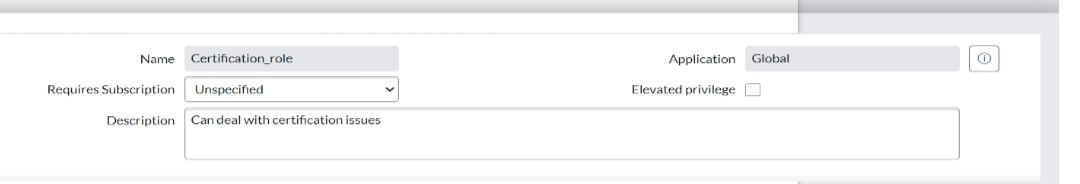 Name Certification_role Application Global
Requires Subscription Unspecified Elevated privilege
Description Can deal with certification issues